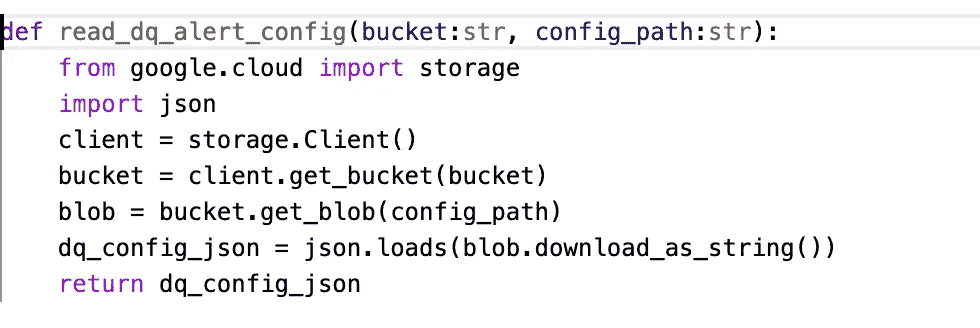 def read_dq_alert_config(bucket:str, config_path:str):
    from google.cloud import storage
    import json
    client = storage.Client()
    bucket = client.get_bucket(bucket)
    blob = bucket.get_blob(config_path)
    dq_config_json = json.loads(blob.download_as_string())
    return dq_config_json